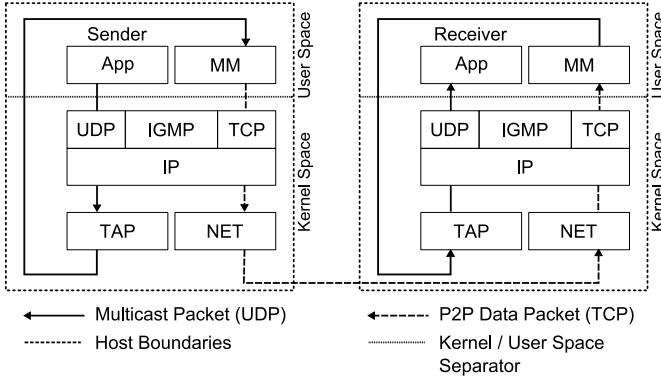 Sender
App
MM
User Space
UDP
IGMP
TCP
IP
Kernel Space
TAP
NET
Receiver
App
MM
User Space
UDP
IGMP
TCP
IP
Kernel Space
TAP
NET
Multicast Packet (UDP)
P2P Data Packet (TCP)
Host Boundaries
Kernel / User Space
Separator